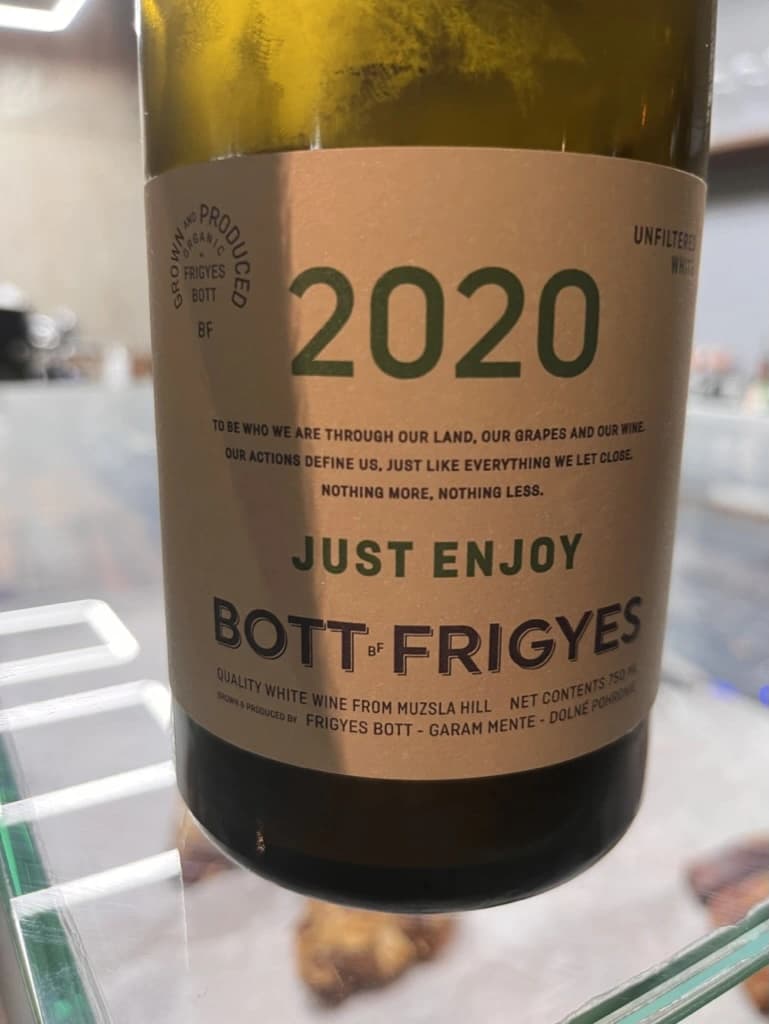 GROWN AND PRODUCED
ORGANIC
FRIGYES
BOTT
BF
UNFILTERED
WHITE
2020
TO BE WHO WE ARE THROUGH OUR LAND, OUR GRAPES AND OUR WINE.
OUR ACTIONS DEFINE US, JUST LIKE EVERYTHING WE LET CLOSE.
NOTHING MORE, NOTHING LESS.
JUST ENJOY
BOTT BF FRIGYES
QUALITY WHITE WINE FROM MUZSLA HILL NET CONTENTS 750 ML
GROWN & PRODUCED BY FRIGYES BOTT - GARAM MENTE - DOLNÉ POHRONIE